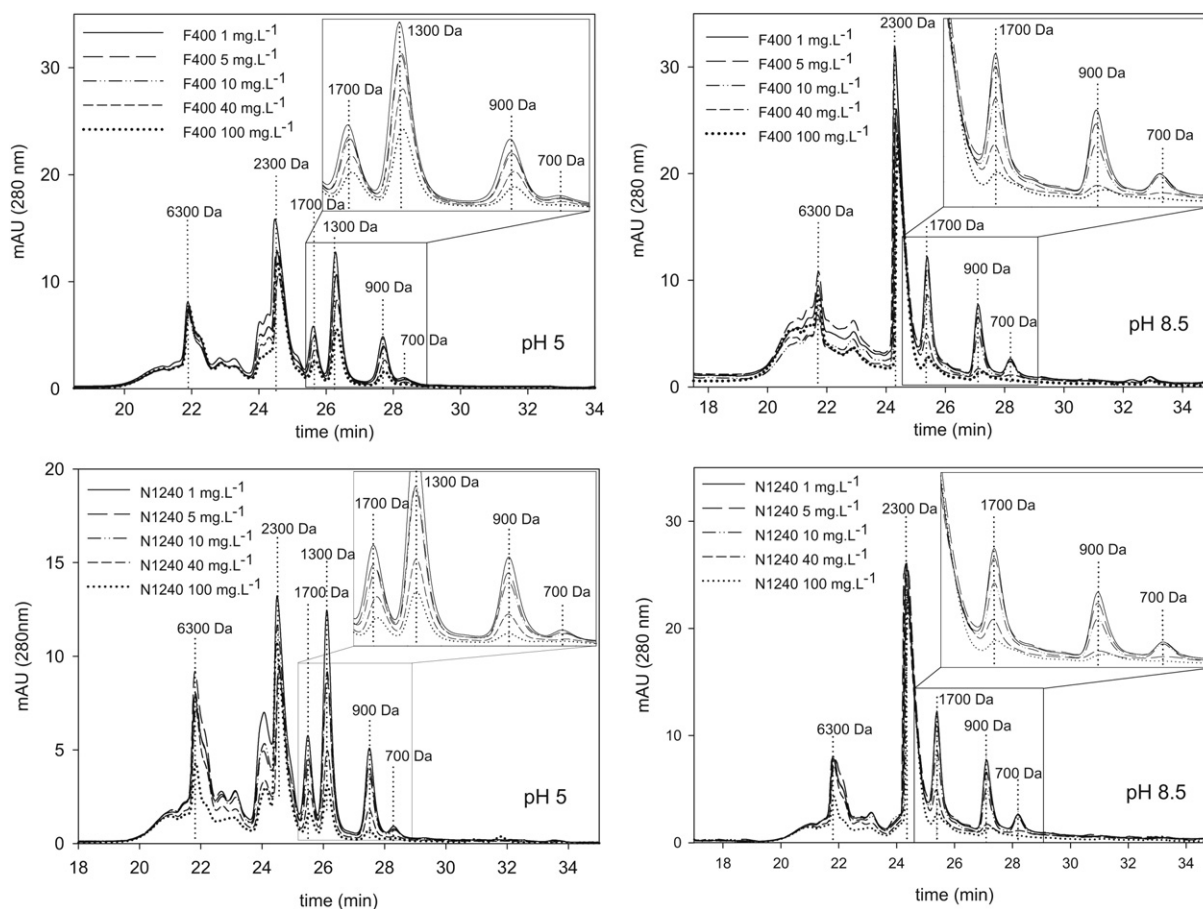 F400 1 mg.L-1
F400 5 mg.L-1
F400 10 mg.L-1
F400 40 mg.L-1
F400 100 mg.L-1
1300 Da
1700 Da
900 Da
700 Da
2300 Da
6300 Da
1700 Da
1300 Da
900 Da
700 Da
pH 5
mAU (280 nm)
30
20
10
0
20 22 24 26 28 30 32 34
time (min)
F400 1 mg.L-1
F400 5 mg.L-1
F400 10 mg.L-1
F400 40 mg.L-1
F400 100 mg.L-1
2300 Da
1700 Da
900 Da
700 Da
6300 Da
1700 Da
900 Da
700 Da
pH 8.5
mAU (280 nm)
30
20
10
0
18 20 22 24 26 28 30 32 34
time (min)
N1240 1 mg.L-1
N1240 5 mg.L-1
N1240 10 mg.L-1
N1240 40 mg.L-1
N1240 100 mg.L-1
1300 Da
1700 Da
900 Da
700 Da
2300 Da
1300 Da
1700 Da
6300 Da
900 Da
700 Da
pH 5
mAU (280nm)
20
15
10
5
0
20 22 24 26 28 30 32 34
time (min)
N1240 1 mg.L-1
N1240 5 mg.L-1
N1240 10 mg.L-1
N1240 40 mg.L-1
N1240 100 mg.L-1
2300 Da
1700 Da
900 Da
700 Da
1700 Da
6300 Da
900 Da
700 Da
pH 8.5
mAU (280 nm)
30
20
10
0
18 20 22 24 26 28 30 32 34
time (min)